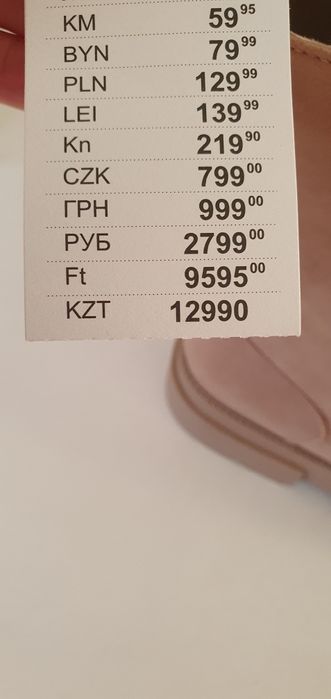 KM 59⁹⁵
BYN 79⁹⁹
PLN 129⁹⁹
LEI 139⁹⁹
Kn 219⁹⁰
CZK 799⁰⁰
ГРН 999⁰⁰
РУБ 2799⁰⁰
Ft 9595⁰⁰
KZT 12990